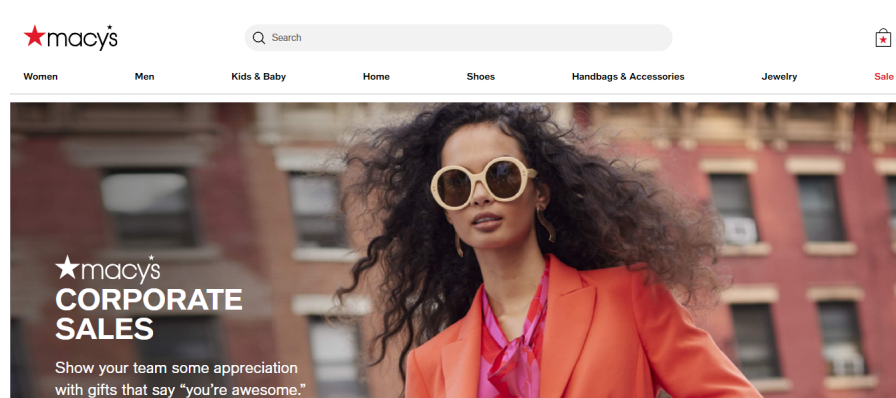 macy's
Search
Women
Men
Kids & Baby
Home
Shoes
Handbags & Accessories
Jewelry
Sale
macy's
CORPORATE
SALES
Show your team some appreciation
with gifts that say “you’re awesome.”